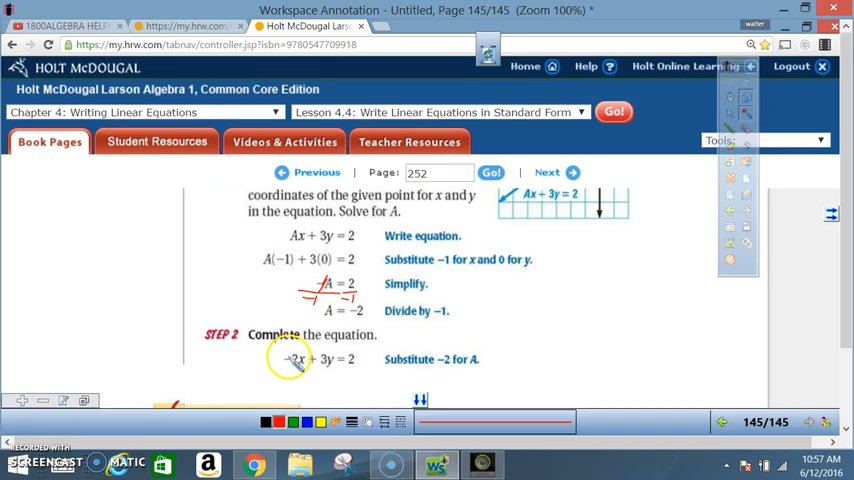 Workspace Annotation - Untitled, Page 145/145 (Zoom 100%)
1800ALGEBRA HELP
https://my.hrw.com/tabna
Holt McDougal Larson A
walter
https://my.hrw.com/tabnav/controller.jsp?isbn=9780547709918
HOLT McDOUGAL
Home
Help ?
Holt Online Learning
Logout
Holt McDougal Larson Algebra 1, Common Core Edition
Chapter 4: Writing Linear Equations
Lesson 4.4: Write Linear Equations in Standard Form
Go!
Book Pages
Student Resources
Videos & Activities
Teacher Resources
Tools:
Previous
Page: 252
Go!
Next
coordinates of the given point for x and y
in the equation. Solve for A.
Ax + 3y = 2
Ax + 3y = 2 Write equation.
A(−1) + 3(0) = 2 Substitute −1 for x and 0 for y.
−A = 2 Simplify.
−1 −1
A = −2 Divide by −1.
STEP 2 Complete the equation.
−2x + 3y = 2 Substitute −2 for A.
145/145
RECORDED WITH
SCREENCAST MATIC
10:57 AM
6/12/2016